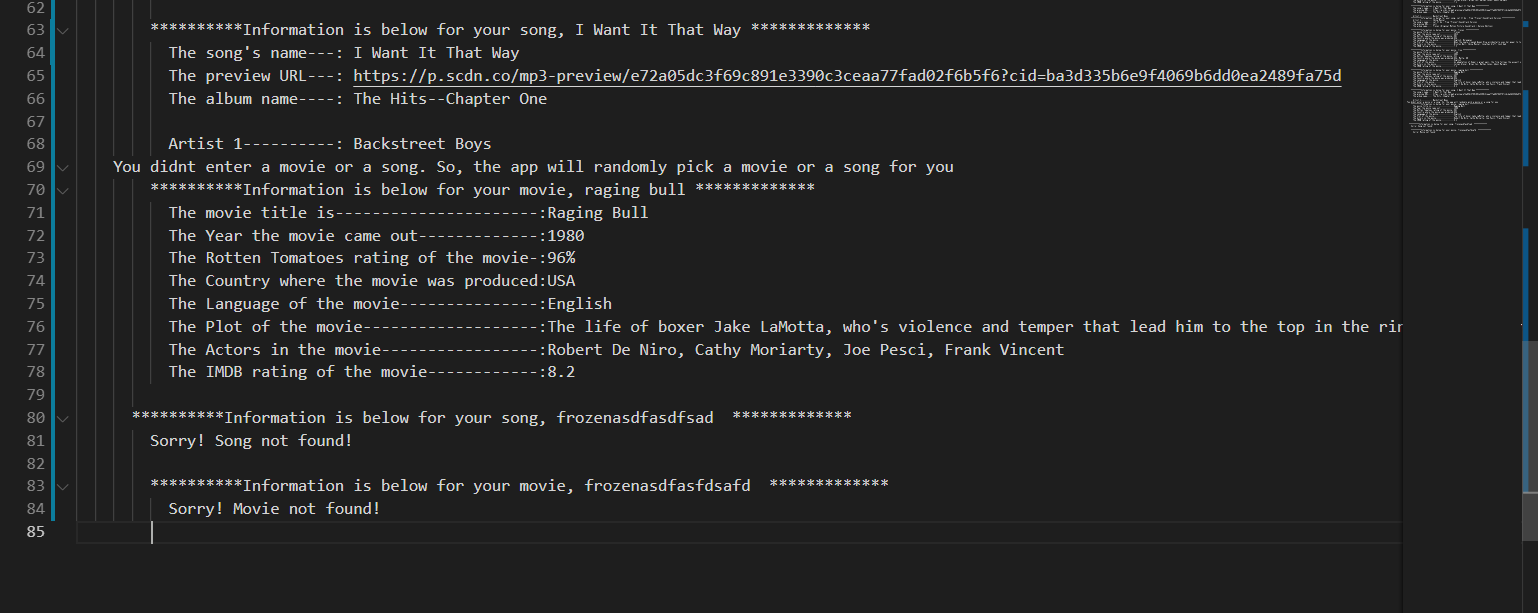 62
63 **********Information is below for your song, I Want It That Way *************
64 The song's name---: I Want It That Way
65 The preview URL---: https://p.scdn.co/mp3-preview/e72a05dc3f69c891e3390c3ceaa77fad02f6b5f6?cid=ba3d335b6e9f4069b6dd0ea2489fa75d
66 The album name----: The Hits--Chapter One
67
68 Artist 1----------: Backstreet Boys
69 You didnt enter a movie or a song. So, the app will randomly pick a movie or a song for you
70 **********Information is below for your movie, raging bull *************
71 The movie title is----------------------:Raging Bull
72 The Year the movie came out-------------:1980
73 The Rotten Tomatoes rating of the movie-:96%
74 The Country where the movie was produced:USA
75 The Language of the movie---------------:English
76 The Plot of the movie-------------------:The life of boxer Jake LaMotta, who's violence and temper that lead him to the top in the rin
77 The Actors in the movie-----------------:Robert De Niro, Cathy Moriarty, Joe Pesci, Frank Vincent
78 The IMDB rating of the movie------------:8.2
79
80 **********Information is below for your song, frozenasdfasdfsad  *************
81 Sorry! Song not found!
82
83 **********Information is below for your movie, frozenasdfasfdsafd  *************
84 Sorry! Movie not found!
85